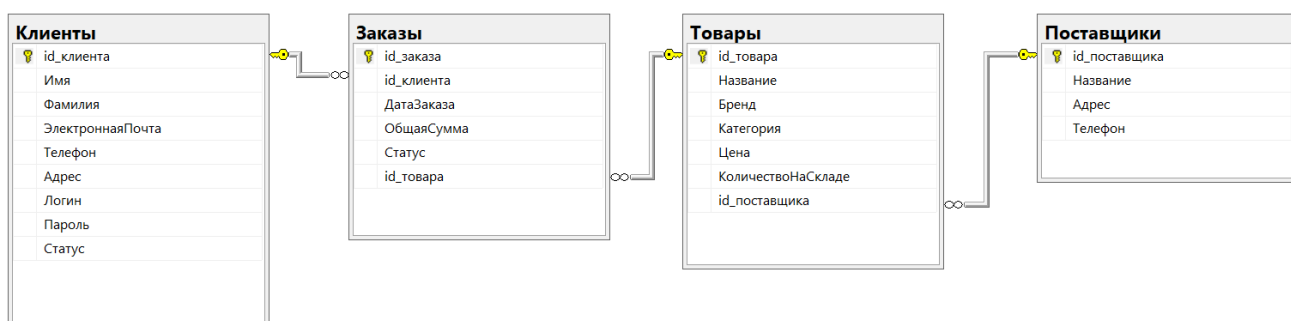 Клиенты
id_клиента
Имя
Фамилия
ЭлектроннаяПочта
Телефон
Адрес
Логин
Пароль
Статус
Заказы
id_заказа
id_клиента
ДатаЗаказа
ОбщаяСумма
Статус
id_товара
Товары
id_товара
Название
Бренд
Категория
Цена
КоличествоНаСкладе
id_поставщика
Поставщики
id_поставщика
Название
Адрес
Телефон